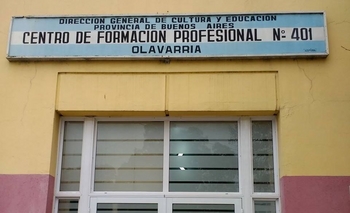 DIRECCION GENERAL DE CULTURA Y EDUCACION
PROVINCIA DE BUENOS AIRES
CENTRO DE FORMACION PROFESIONAL Nº 401
OLAVARRIA